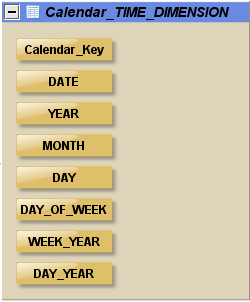 Calendar_TIME_DIMENSION
Calendar_Key
DATE
YEAR
MONTH
DAY
DAY_OF_WEEK
WEEK_YEAR
DAY_YEAR